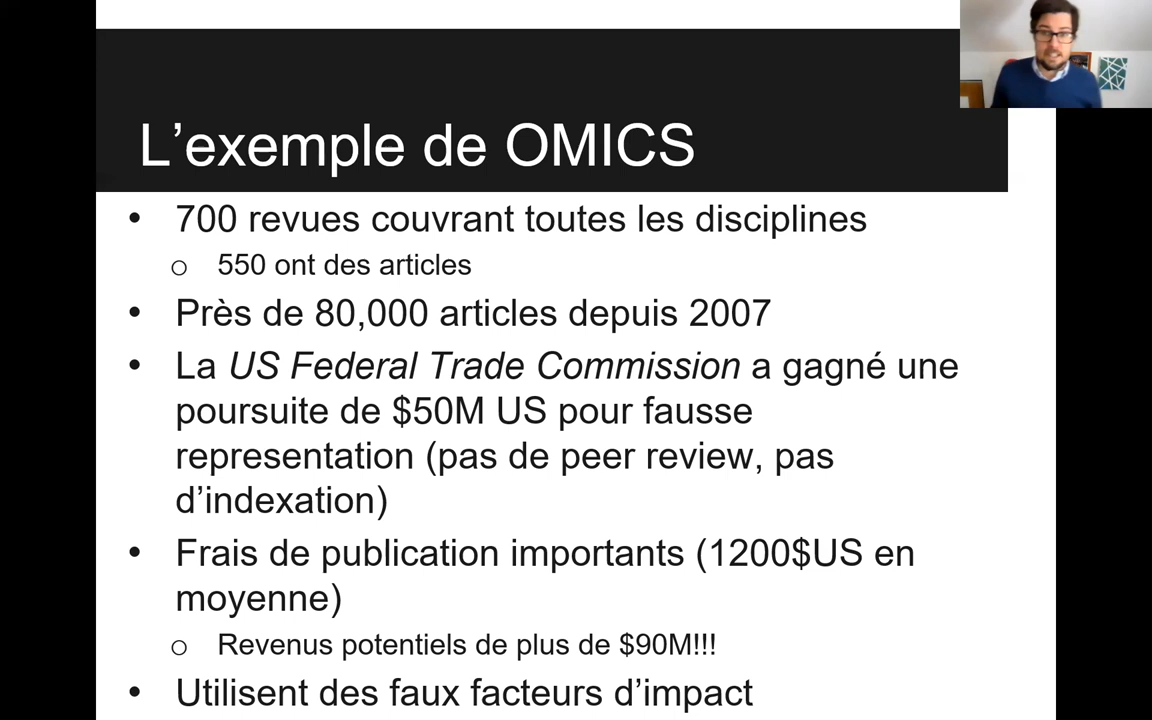 L’exemple de OMICS
• 700 revues couvrant toutes les disciplines
o 550 ont des articles
• Près de 80,000 articles depuis 2007
• La US Federal Trade Commission a gagné une
poursuite de $50M US pour fausse
representation (pas de peer review, pas
d’indexation)
• Frais de publication importants (1200$US en
moyenne)
o Revenus potentiels de plus de $90M!!!
• Utilisent des faux facteurs d’impact